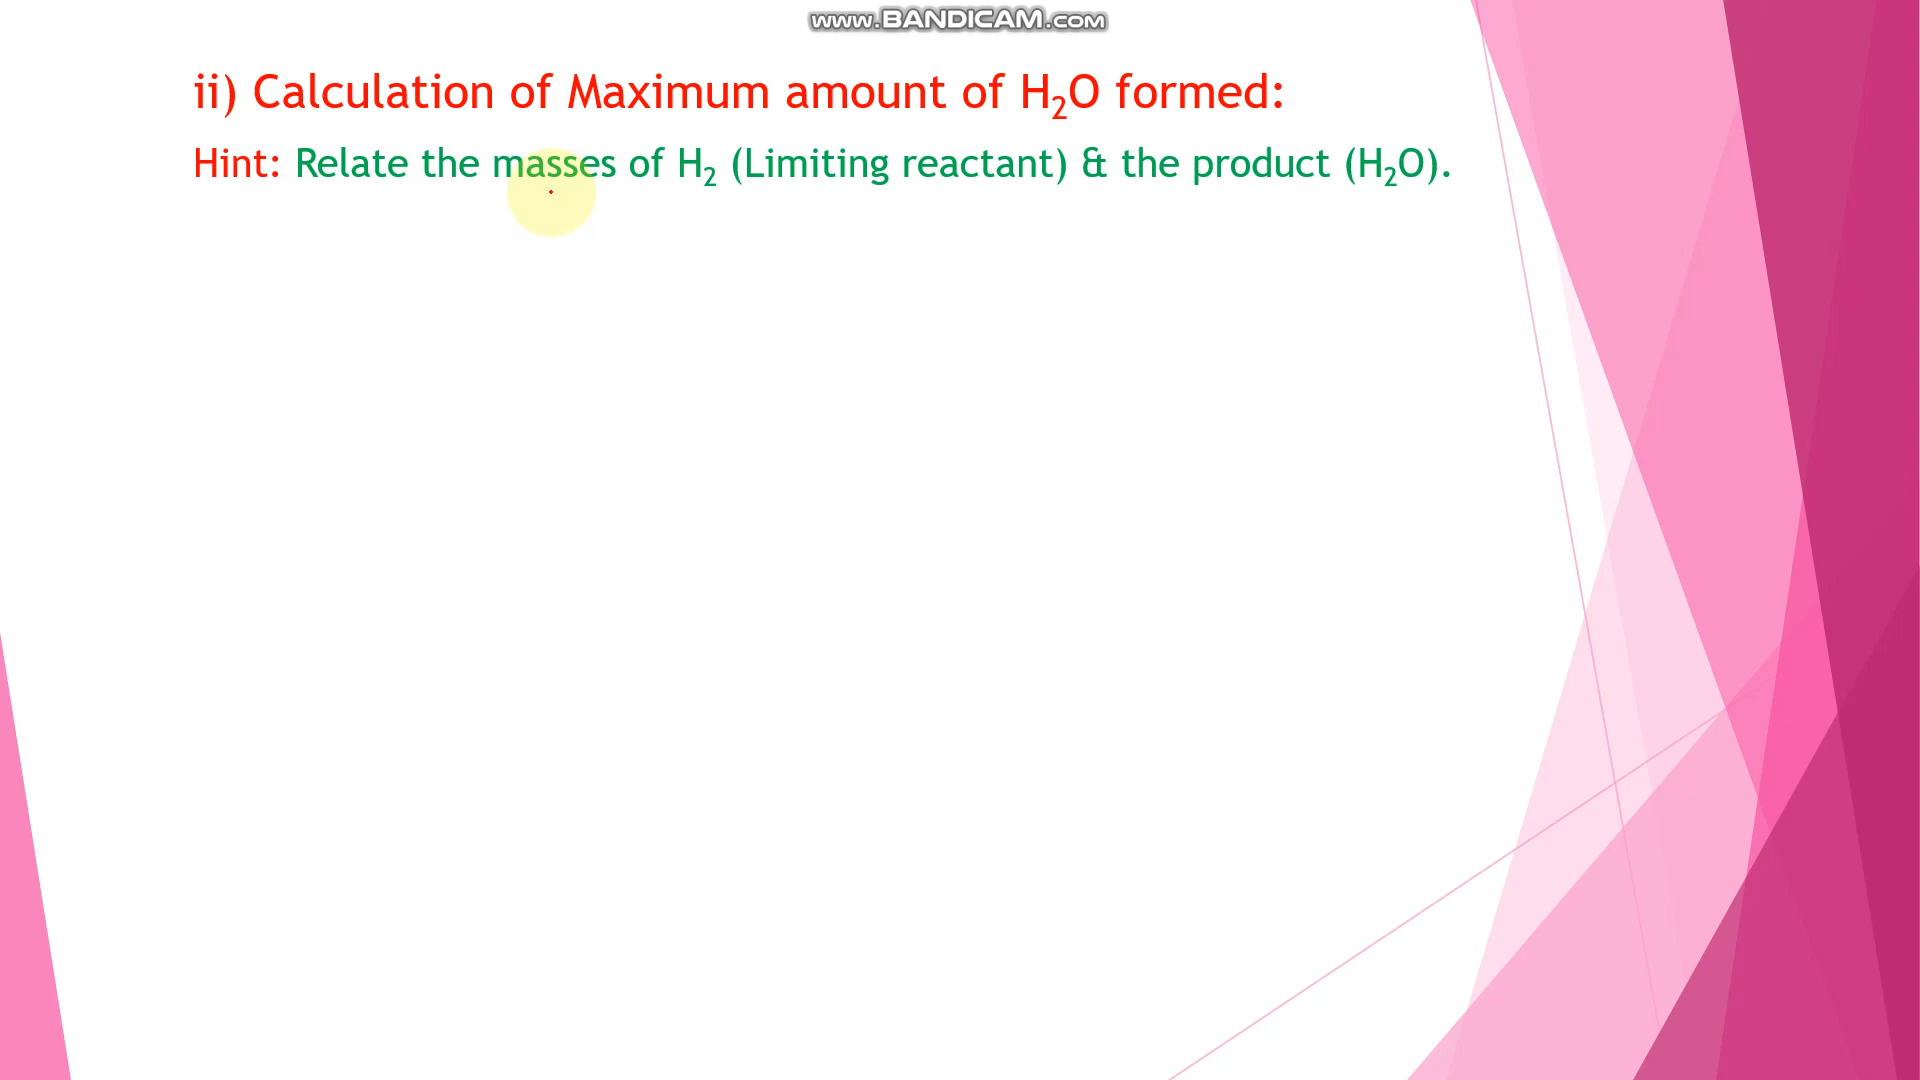 www.BANDICAM.com
ii) Calculation of Maximum amount of H₂O formed:
Hint: Relate the masses of H₂ (Limiting reactant) & the product (H₂O).